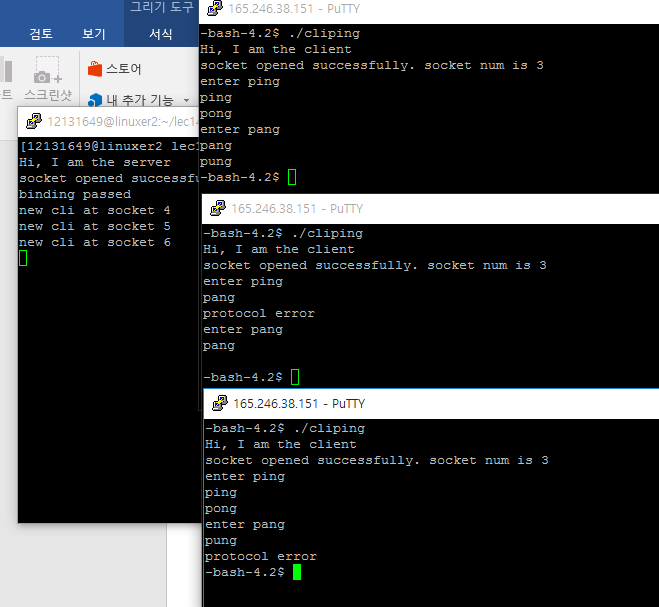 그리기 도구
검토 보기 서식
스토어
스크린샷
내 추가 기능
12131649@linuxer2:~/lec1
[12131649@linuxer2 lec1
Hi, I am the server
socket opened successfu
binding passed
new cli at socket 4
new cli at socket 5
new cli at socket 6
165.246.38.151 - PuTTY
-bash-4.2$ ./cliping
Hi, I am the client
socket opened successfully. socket num is 3
enter ping
ping
pong
enter pang
pang
pung
-bash-4.2$
165.246.38.151 - PuTTY
-bash-4.2$ ./cliping
Hi, I am the client
socket opened successfully. socket num is 3
enter ping
pang
protocol error
enter pang
pang
-bash-4.2$
165.246.38.151 - PuTTY
-bash-4.2$ ./cliping
Hi, I am the client
socket opened successfully. socket num is 3
enter ping
ping
pong
enter pang
pung
protocol error
-bash-4.2$